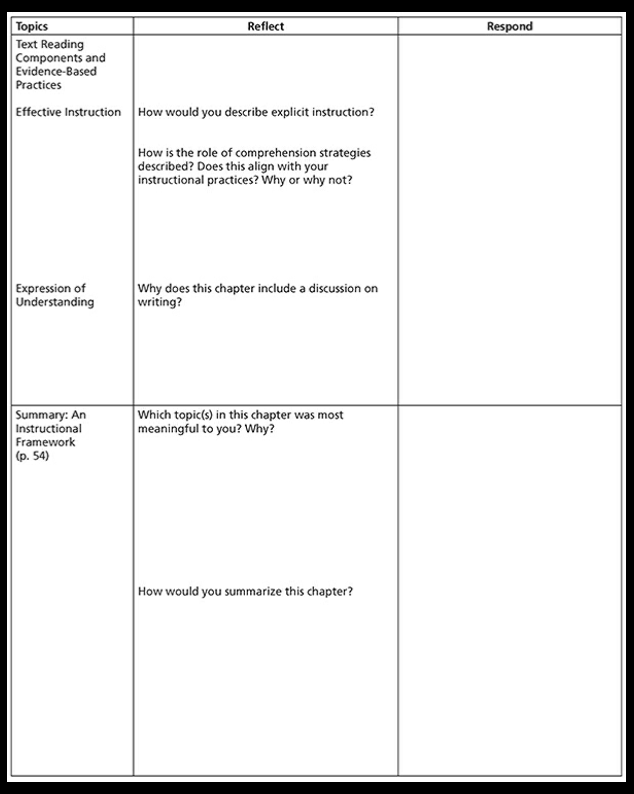 Topics Reflect Respond
Text Reading
Components and
Evidence-Based
Practices
Effective Instruction
How would you describe explicit instruction?
How is the role of comprehension strategies
described? Does this align with your
instructional practices? Why or why not?
Expression of
Understanding
Why does this chapter include a discussion on
writing?
Summary: An
Instructional
Framework
(p. 54)
Which topic(s) in this chapter was most
meaningful to you? Why?
How would you summarize this chapter?